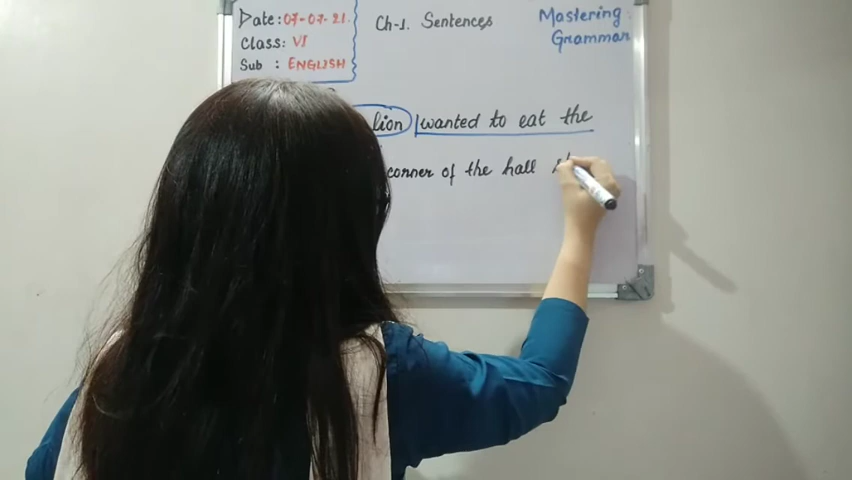 Date: 07-07-21.
Class: VI
Sub : ENGLISH
Ch-1. Sentences
Mastering
Grammar
lion wanted to eat the
corner of the hall